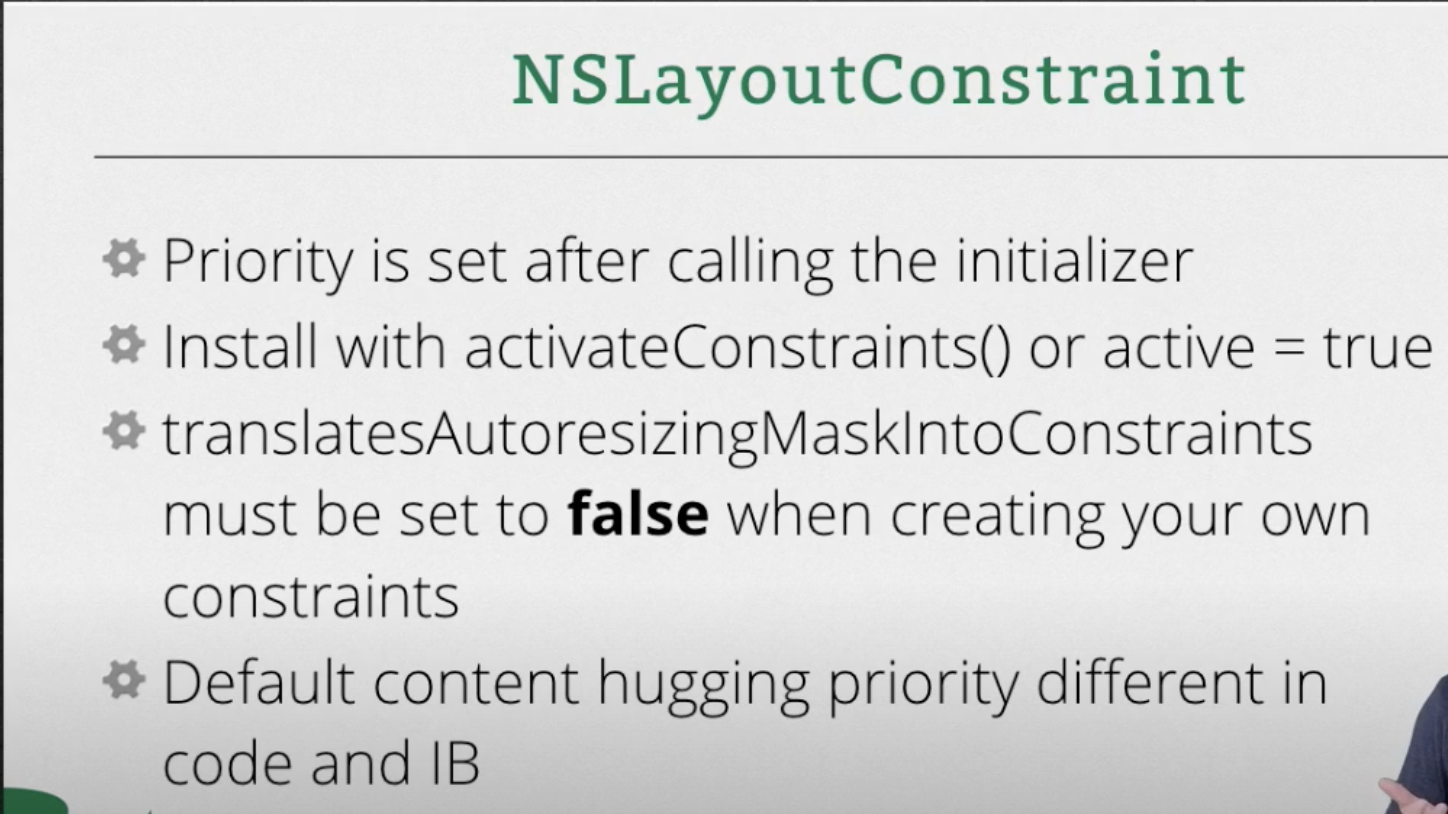 NSLayoutConstraint
Priority is set after calling the initializer
Install with activateConstraints() or active = true
translatesAutoresizingMaskIntoConstraints
must be set to false when creating your own
constraints
Default content hugging priority different in
code and IB